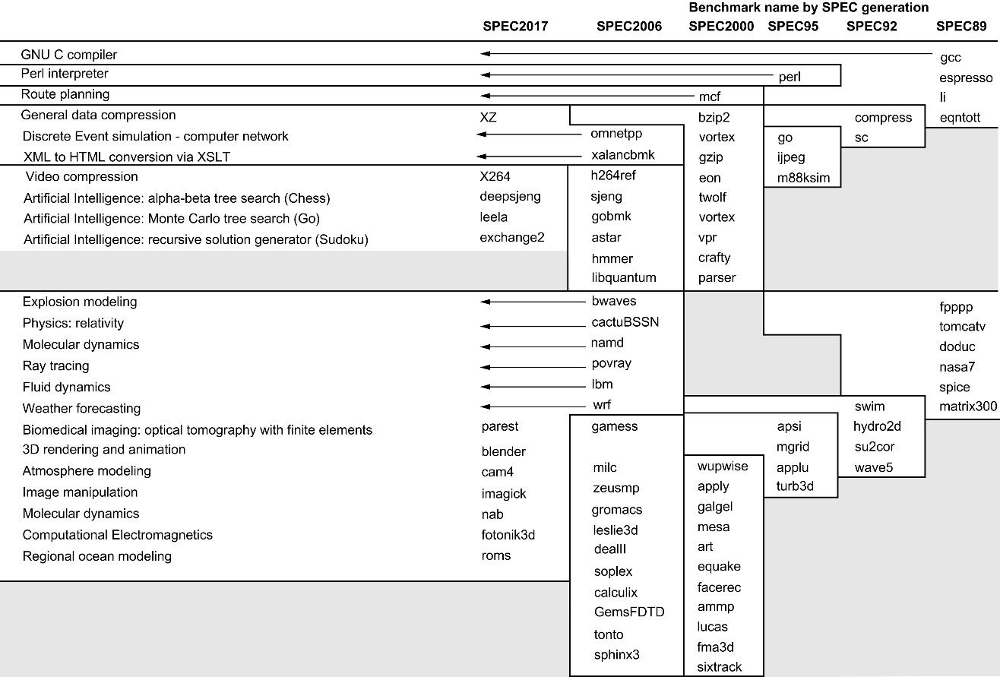 Benchmark name by SPEC generation
SPEC2017 SPEC2006 SPEC2000 SPEC95 SPEC92 SPEC89
GNU C compiler gcc
Perl interpreter perl espresso
Route planning mcf li
General data compression XZ bzip2 compress eqntott
Discrete Event simulation - computer network omnetpp vortex go sc
XML to HTML conversion via XSLT xalancbmk gzip ijpeg
Video compression X264 h264ref eon m88ksim
Artificial Intelligence: alpha-beta tree search (Chess) deepsjeng sjeng twolf
Artificial Intelligence: Monte Carlo tree search (Go) leela gobmk vortex
Artificial Intelligence: recursive solution generator (Sudoku) exchange2 astar vpr
hmmer crafty
libquantum parser
Explosion modeling bwaves fpppp
Physics: relativity cactuBSSN tomcatv
Molecular dynamics namd doduc
Ray tracing povray nasa7
Fluid dynamics lbm spice
Weather forecasting wrf swim matrix300
Biomedical imaging: optical tomography with finite elements parest gamess apsi hydro2d
3D rendering and animation blender mgrid su2cor
Atmosphere modeling cam4 milc wupwise applu wave5
Image manipulation imagick zeusmp apply turb3d
Molecular dynamics nab gromacs galgel
Computational Electromagnetics fotonik3d leslie3d mesa
Regional ocean modeling roms dealII art
soplex equake
calculix facerec
GemsFDTD ammp
tonto lucas
sphinx3 fma3d
sixtrack